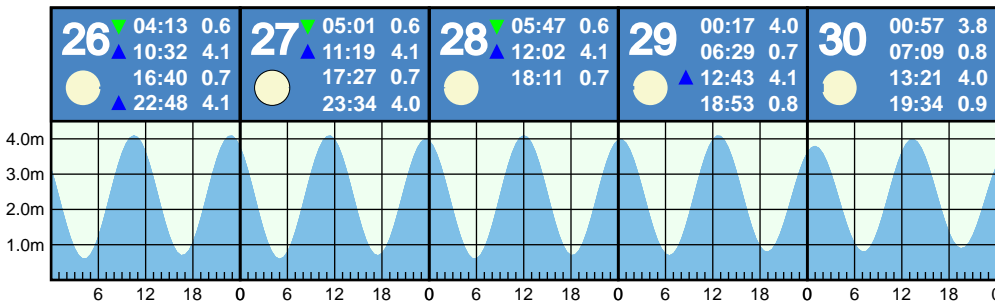 26
▼ 04:13 0.6
▲ 10:32 4.1
16:40 0.7
▲ 22:48 4.1
27
▼ 05:01 0.6
▲ 11:19 4.1
17:27 0.7
23:34 4.0
28
▼ 05:47 0.6
▲ 12:02 4.1
18:11 0.7
29
00:17 4.0
06:29 0.7
▲ 12:43 4.1
18:53 0.8
30
00:57 3.8
07:09 0.8
13:21 4.0
19:34 0.9
4.0m
3.0m
2.0m
1.0m
6 12 18 0 6 12 18 0 6 12 18 0 6 12 18 0 6 12 18 0